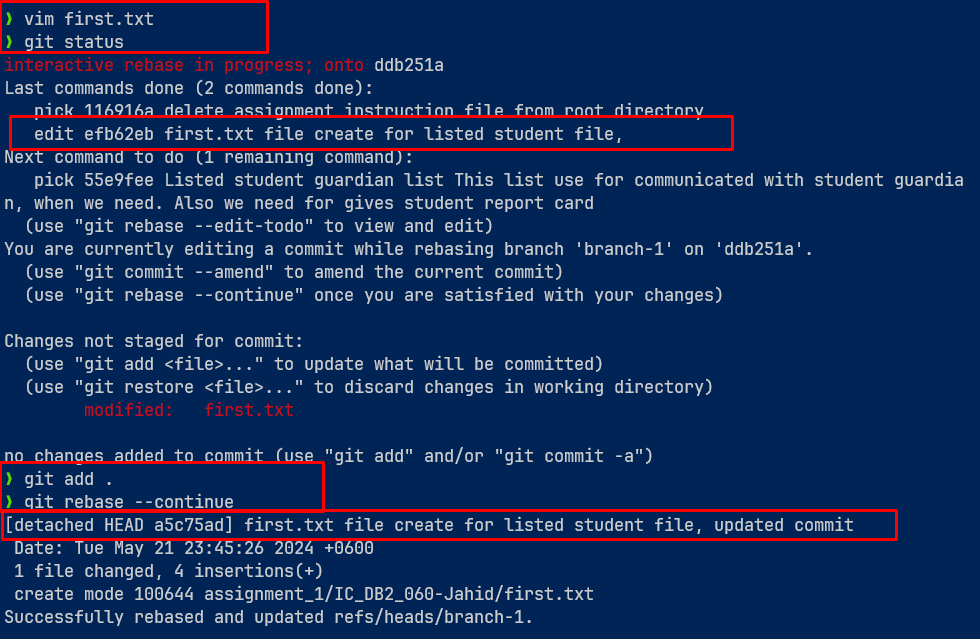 ❯ vim first.txt
❯ git status
interactive rebase in progress; onto ddb251a
Last commands done (2 commands done):
   pick 116916a delete assignment instruction file from root directory
   edit efb62eb first.txt file create for listed student file,
Next command to do (1 remaining command):
   pick 55e9fee Listed student guardian list This list use for communicated with student guardia
n, when we need. Also we need for gives student report card
  (use "git rebase --edit-todo" to view and edit)
You are currently editing a commit while rebasing branch 'branch-1' on 'ddb251a'.
  (use "git commit --amend" to amend the current commit)
  (use "git rebase --continue" once you are satisfied with your changes)

Changes not staged for commit:
  (use "git add <file>..." to update what will be committed)
  (use "git restore <file>..." to discard changes in working directory)
        modified:   first.txt

no changes added to commit (use "git add" and/or "git commit -a")
❯ git add .
❯ git rebase --continue
[detached HEAD a5c75ad] first.txt file create for listed student file, updated commit
 Date: Tue May 21 23:45:26 2024 +0600
 1 file changed, 4 insertions(+)
 create mode 100644 assignment_1/IC_DB2_060-Jahid/first.txt
Successfully rebased and updated refs/heads/branch-1.